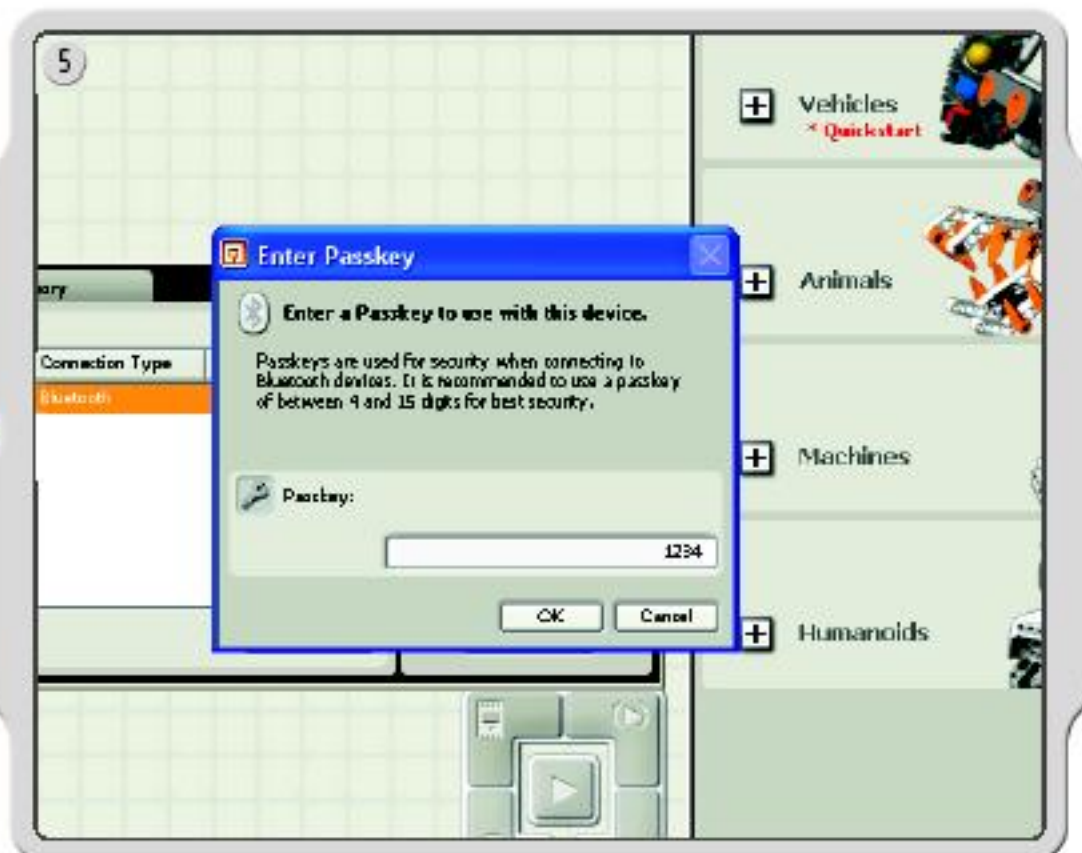 5
Vehicles
* Quickstart
Enter Passkey
Enter a Passkey to use with this device.
Animals
ary
Connection Type
Passkeys are used for security when connecting to
Bluetooth devices. It is recommended to use a passkey
of between 4 and 15 digits for best security.
Bluetooth
Machines
Passkey:
1234
OK
Cancel
Humanoids